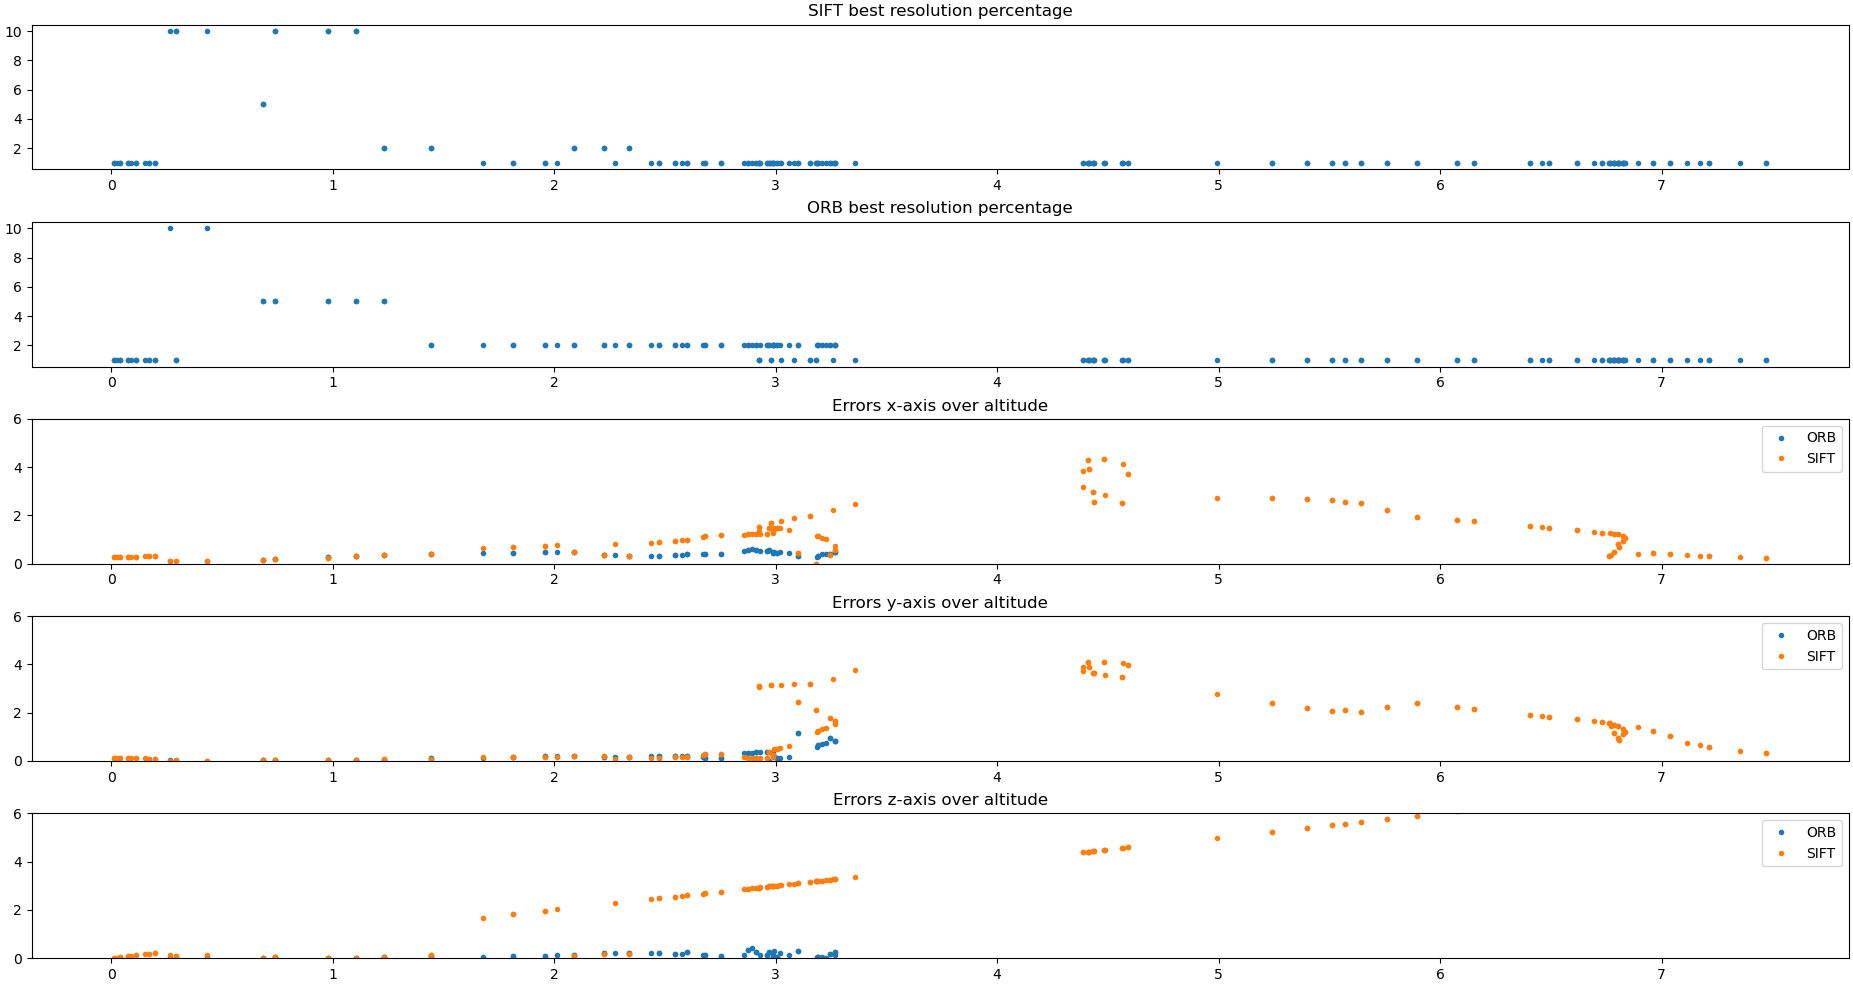 SIFT best resolution percentage
10
8
6
4
2
0 1 2 3 4 5 6 7
ORB best resolution percentage
10
8
6
4
2
0 1 2 3 4 5 6 7
Errors x-axis over altitude
6
4
2
0
ORB
SIFT
0 1 2 3 4 5 6 7
Errors y-axis over altitude
6
4
2
0
ORB
SIFT
0 1 2 3 4 5 6 7
Errors z-axis over altitude
6
4
2
0
ORB
SIFT
0 1 2 3 4 5 6 7